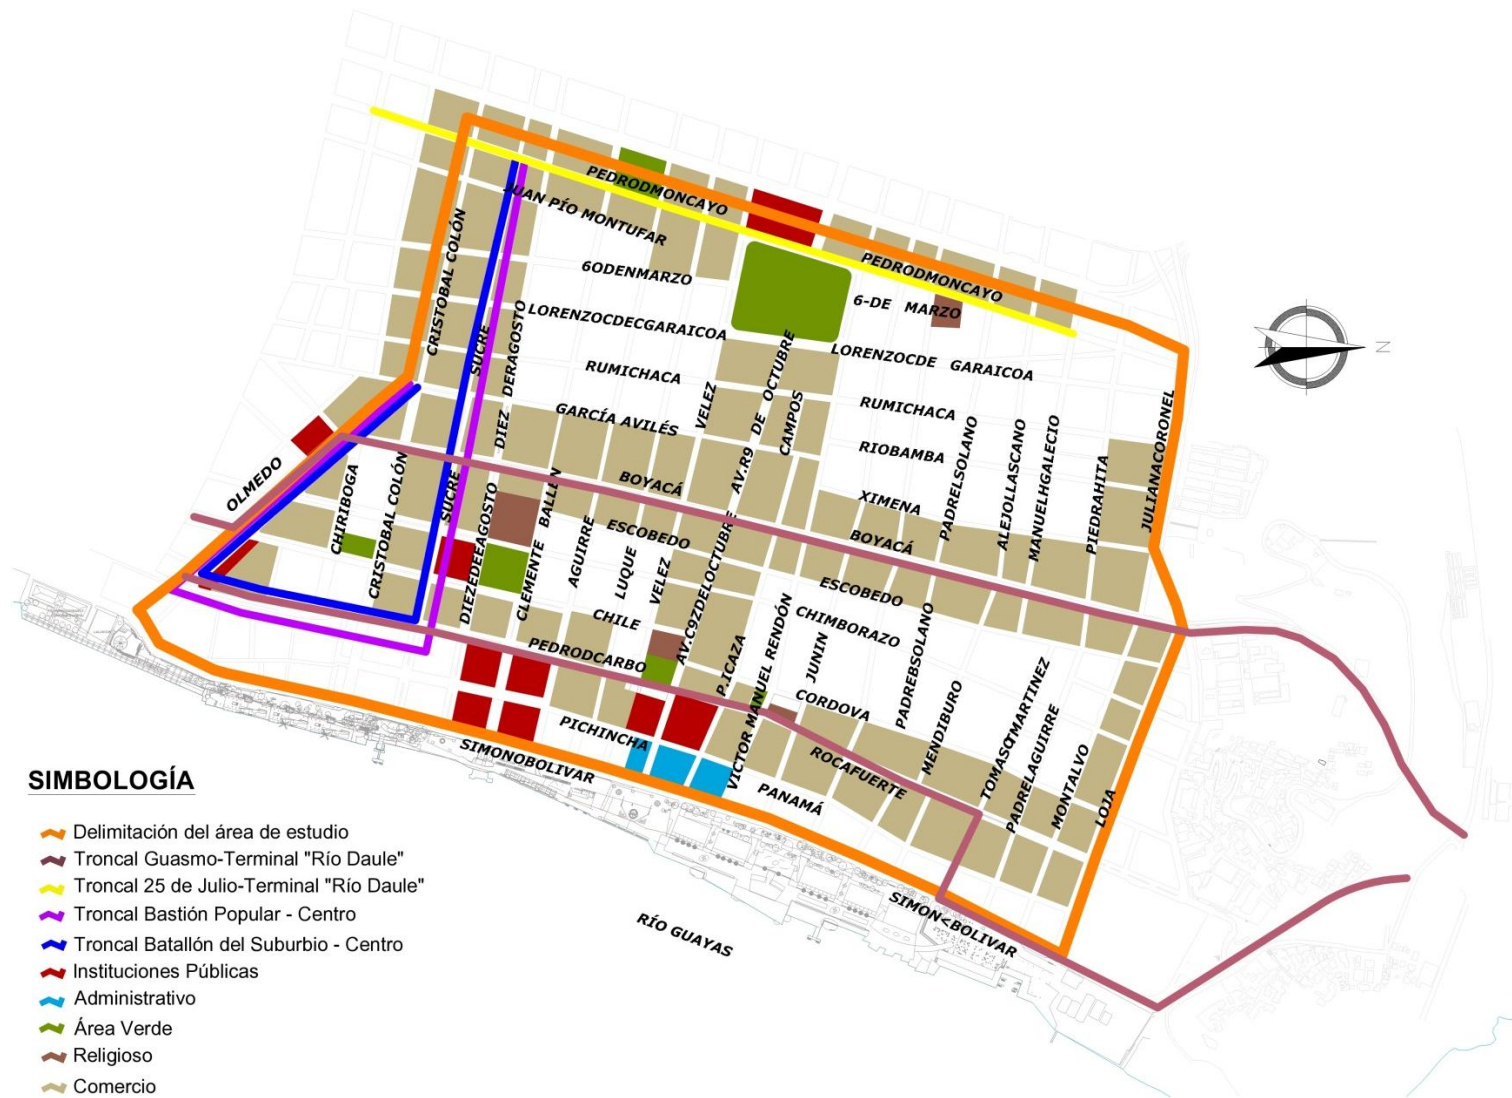 PEDRODMONCAYO
JUAN PÍO MONTUFAR
6ODENMARZO
PEDRODMONCAYO
6-DE MARZO
CRISTOBAL COLÓN
SUCRE
DIEZ DERAGOSTO
LORENZOCDECGARAICOA
LORENZOCDE GARAICOA
RUMICHACA
VELEZ
AV.R9 DE OCTUBRE
CAMPOS
RUMICHACA
GARCÍA AVILÉS
RIOBAMBA
PADRELSOLANO
ALEJOLLASCANO
MANUELHGALECIO
PIEDRAHITA
JULIANACORONEL
N
OLMEDO
CHIRIBOGA
CRISTOBAL COLÓN
SUCRE
DIEZEDEEAGOSTO
CLEMENTE BALLEN
BOYACÁ
XIMENA
BOYACÁ
ESCOBEDO
AGUIRRE
LUQUE
VELEZ
AV.C9ZDELOCTUBRE
ESCOBEDO
CHILE
P.ICAZA
VICTOR MANUEL RENDÓN
JUNIN
CHIMBORAZO
PADREBSOLANO
PEDRODCARBO
CORDOVA
MENDIBURO
TOMASOTMARTINEZ
PADRELAGUIRRE
MONTALVO
LOJA
PICHINCHA
ROCAFUERTE
SIMONOBOLIVAR
PANAMÁ
SIMON<BOLIVAR
RÍO GUAYAS
SIMBOLOGÍA
Delimitación del área de estudio
Troncal Guasmo-Terminal "Río Daule"
Troncal 25 de Julio-Terminal "Río Daule"
Troncal Bastión Popular - Centro
Troncal Batallón del Suburbio - Centro
Instituciones Públicas
Administrativo
Área Verde
Religioso
Comercio